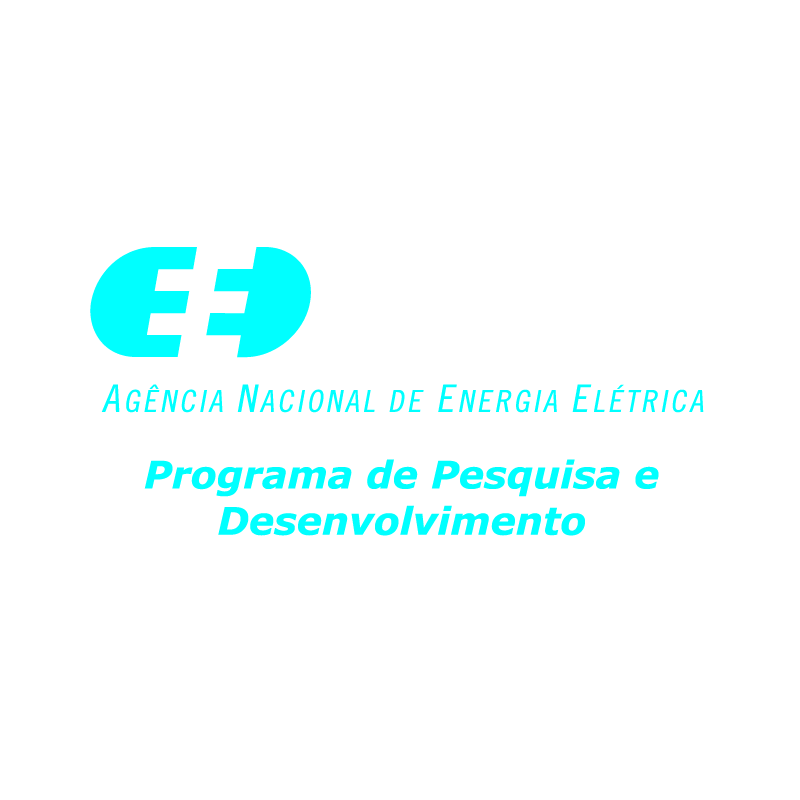 AGÊNCIA NACIONAL DE ENERGIA ELÉTRICA
Programa de Pesquisa e
Desenvolvimento